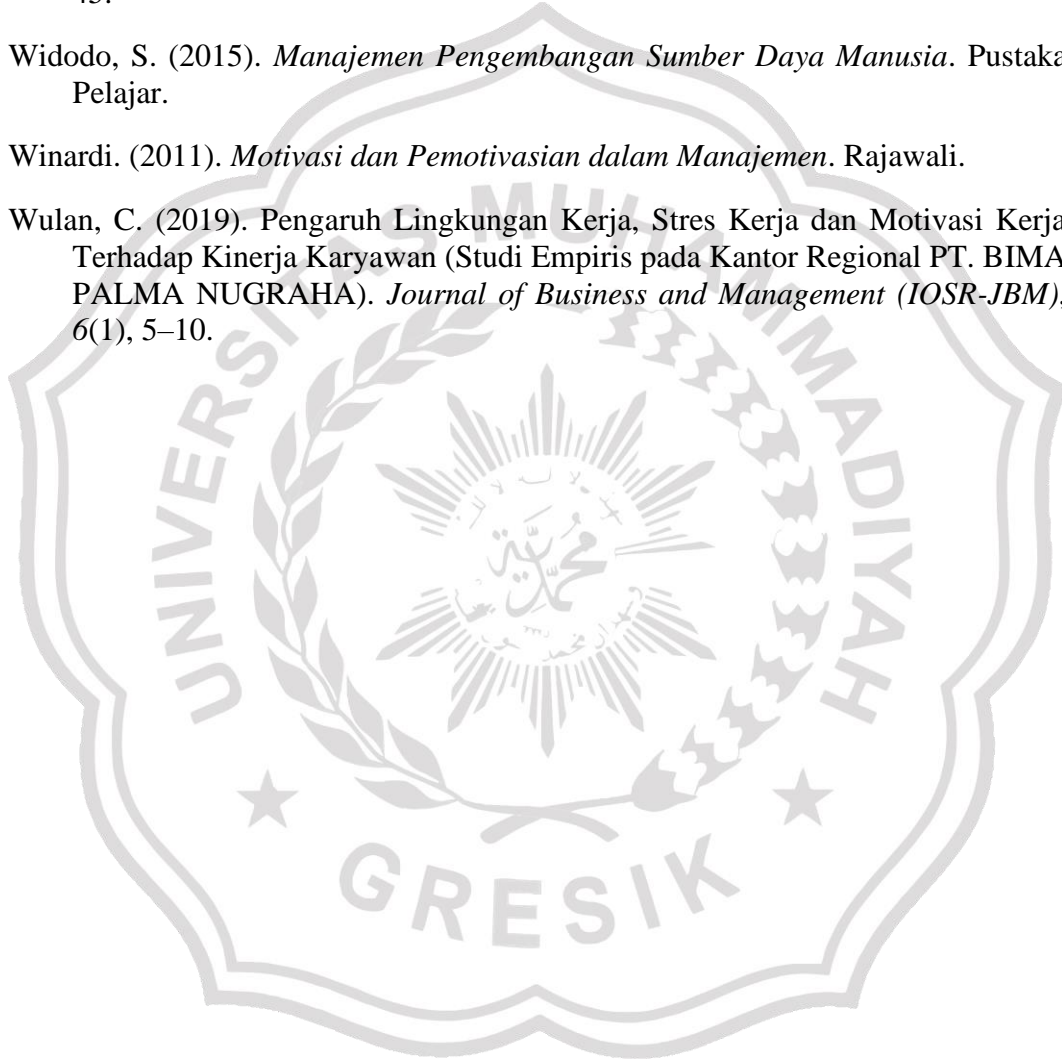 Widodo, S. (2015). Manajemen Pengembangan Sumber Daya Manusia. Pustaka
Pelajar.
Winardi. (2011). Motivasi dan Pemotivasian dalam Manajemen. Rajawali.
Wulan, C. (2019). Pengaruh Lingkungan Kerja, Stres Kerja dan Motivasi Kerja
Terhadap Kinerja Karyawan (Studi Empiris pada Kantor Regional PT. BIMA
PALMA NUGRAHA). Journal of Business and Management (IOSR-JBM),
6(1), 5–10.
UNIVERSITAS MUHAMMADIYAH
محمدية
GRESIK